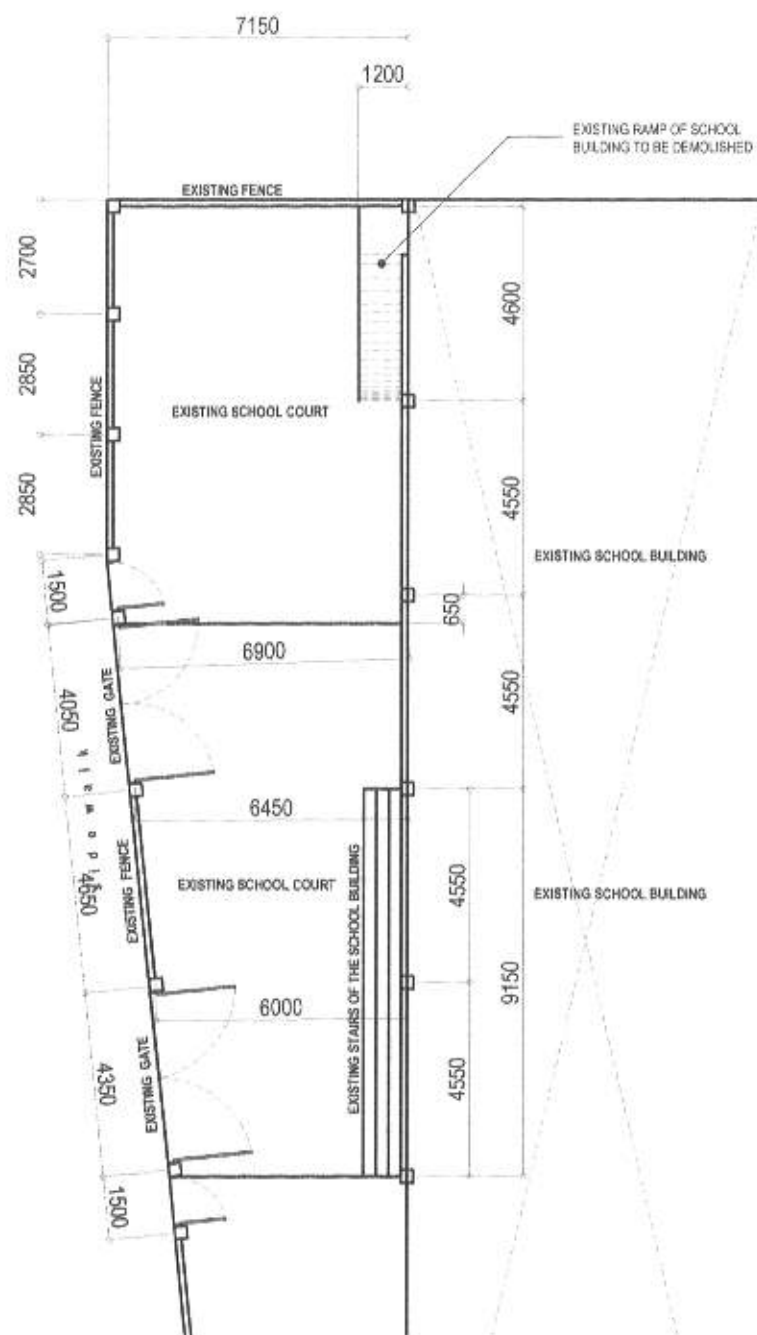 7150
1200
EXISTING RAMP OF SCHOOL
BUILDING TO BE DEMOLISHED
EXISTING FENCE
2700
4600
2850
EXISTING FENCE
EXISTING SCHOOL COURT
2850
4550
EXISTING SCHOOL BUILDING
1500
650
6900
4050
EXISTING GATE
4550
sidewalk
6450
4650
EXISTING FENCE
EXISTING SCHOOL COURT
EXISTING STAIRS OF THE SCHOOL BUILDING
4550
EXISTING SCHOOL BUILDING
9150
6000
4350
EXISTING GATE
4550
1500